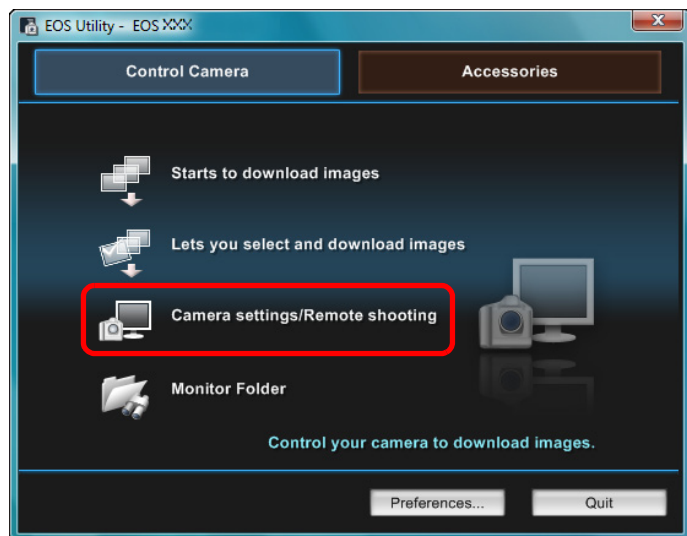 EOS Utility - EOS XXX
Control Camera
Accessories
Starts to download images
Lets you select and download images
Camera settings/Remote shooting
Monitor Folder
Control your camera to download images.
Preferences...
Quit